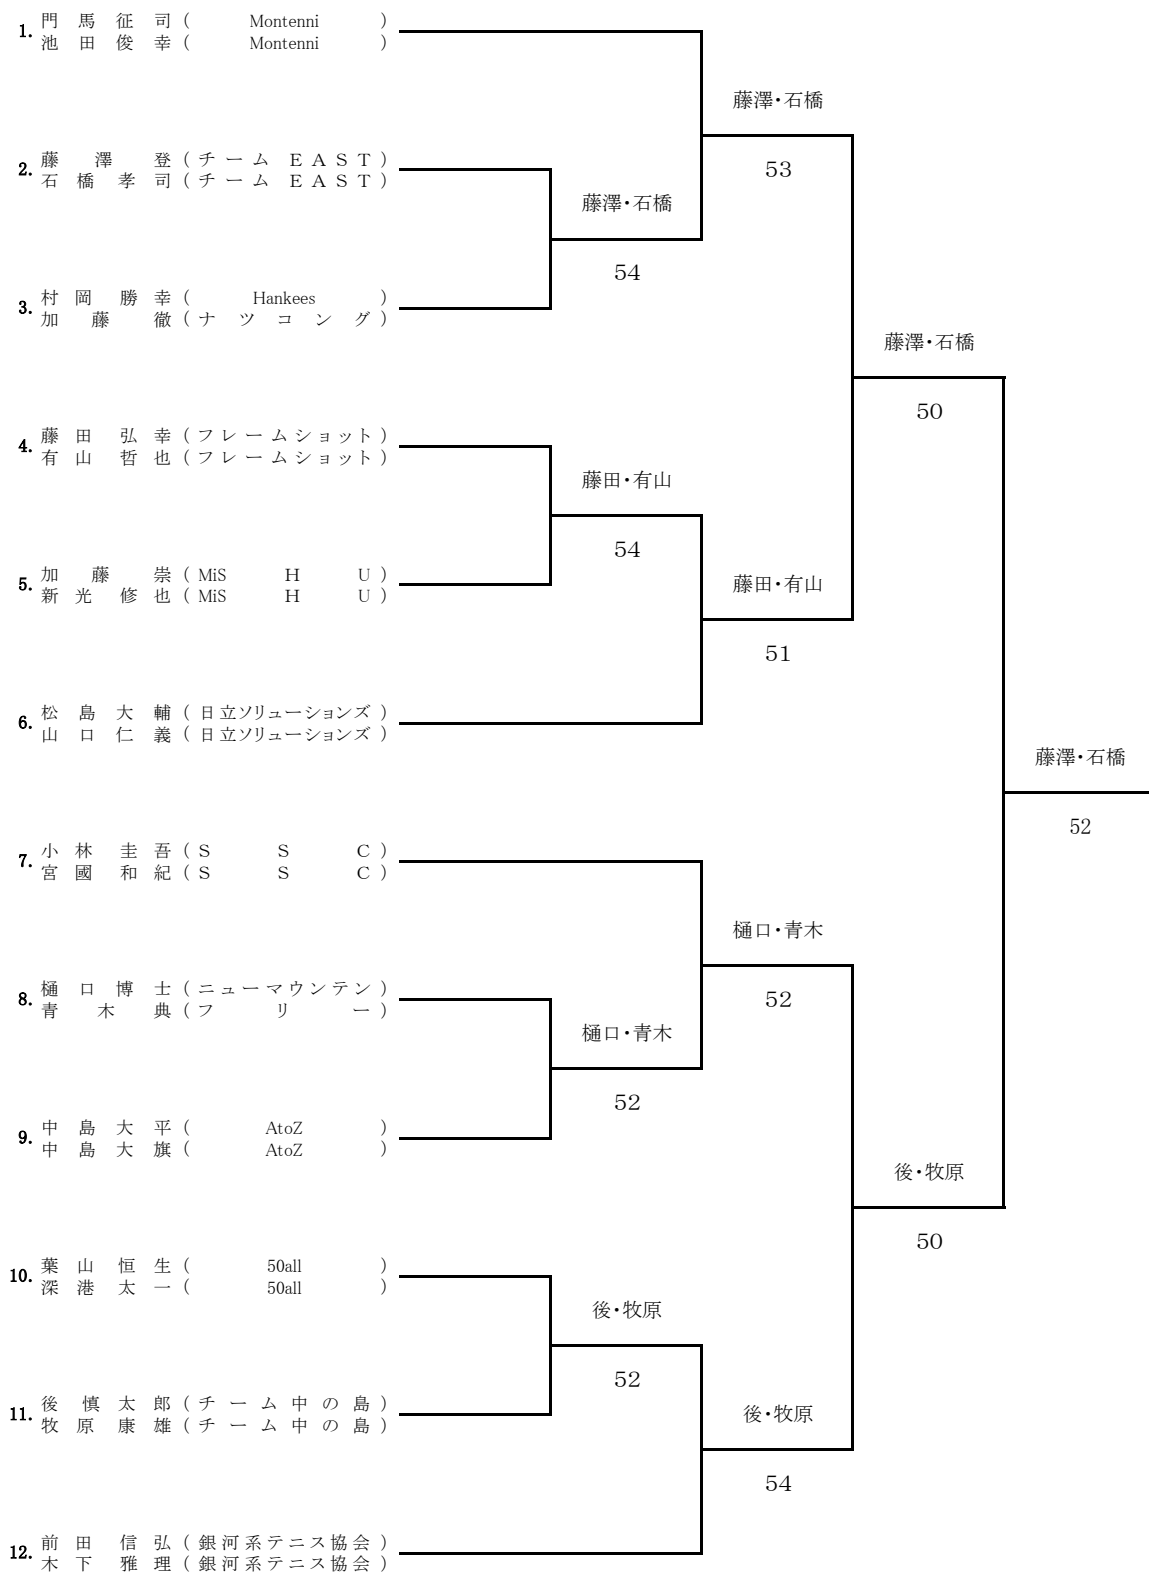 1. 門馬征司 ( Montenni )
池田俊幸 ( Montenni )
藤澤・石橋
53
2. 藤澤登 (チーム EAST)
石橋孝司 (チーム EAST)
藤澤・石橋
54
3. 村岡勝幸 ( Hankees )
加藤徹 (ナツコング)
藤澤・石橋
50
4. 藤田弘幸 (フレームショット)
有山哲也 (フレームショット)
藤田・有山
54
5. 加藤崇 ( MiS H U )
新光修也 ( MiS H U )
藤田・有山
51
6. 松島大輔 (日立ソリューションズ)
山口仁義 (日立ソリューションズ)
藤澤・石橋
52
7. 小林圭吾 ( S S C )
宮國和紀 ( S S C )
樋口・青木
52
8. 樋口博士 (ニューマウンテン)
青木典 (フリー)
樋口・青木
52
9. 中島大平 ( AtoZ )
中島大旗 ( AtoZ )
後・牧原
50
10. 葉山恒生 ( 50all )
深港太一 ( 50all )
後・牧原
52
11. 後慎太郎 (チーム中の島)
牧原康雄 (チーム中の島)
後・牧原
54
12. 前田信弘 (銀河系テニス協会)
木下雅理 (銀河系テニス協会)